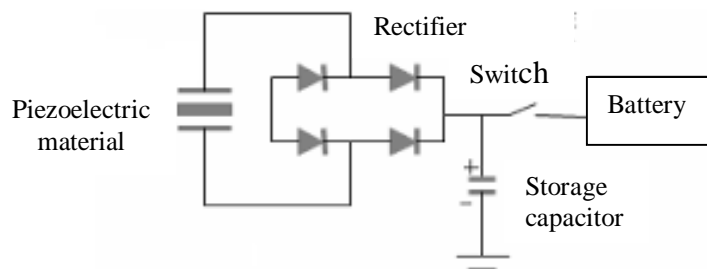 Rectifier
Switch
Piezoelectric
material
Battery
+
-
Storage
capacitor